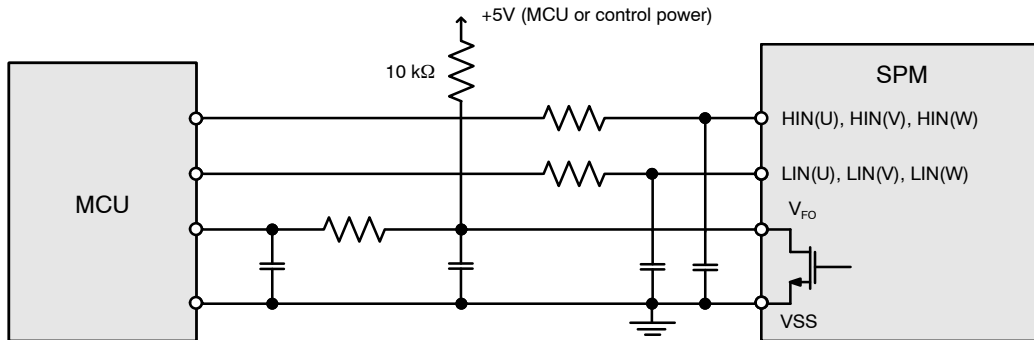 +5V (MCU or control power)
10 kΩ
SPM
HIN(U), HIN(V), HIN(W)
LIN(U), LIN(V), LIN(W)
MCU
VFO
VSS